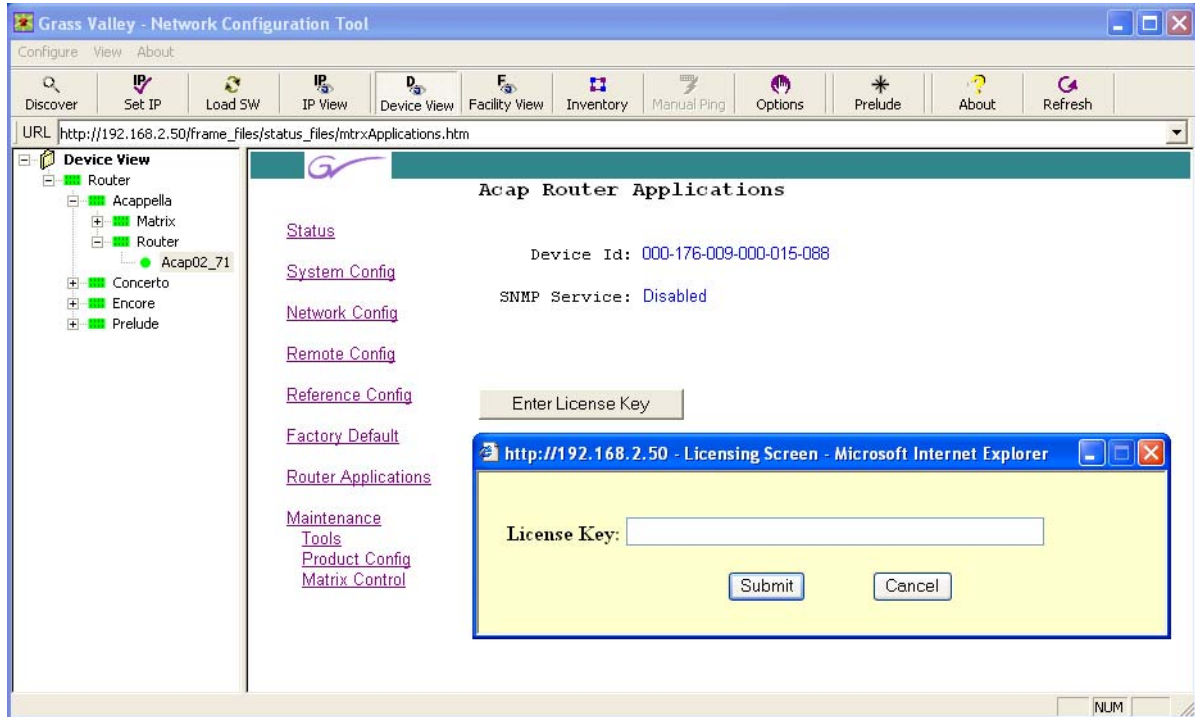 Grass Valley - Network Configuration Tool
Configure View About
Discover Set IP Load SW IP View Device View Facility View Inventory Manual Ping Options Prelude About Refresh
URL http://192.168.2.50/frame_files/status_files/mtrxApplications.htm
Device View
Router
Acappella
Matrix
Router
Acap02_71
Concerto
Encore
Prelude
Acap Router Applications
Status
System Config
Network Config
Remote Config
Reference Config
Factory Default
Router Applications
Maintenance
Tools
Product Config
Matrix Control
Device Id: 000-176-009-000-015-088
SNMP Service: Disabled
Enter License Key
http://192.168.2.50 - Licensing Screen - Microsoft Internet Explorer
License Key:
Submit Cancel
NUM